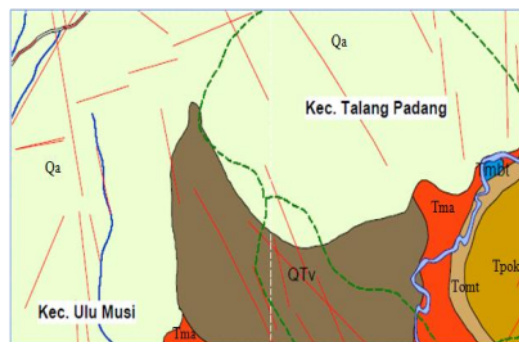 Qa
Kec. Talang Padang
Qa
Tmbt
Tma
Tpok
Tomt
QTv
Kec. Ulu Musi
Tma